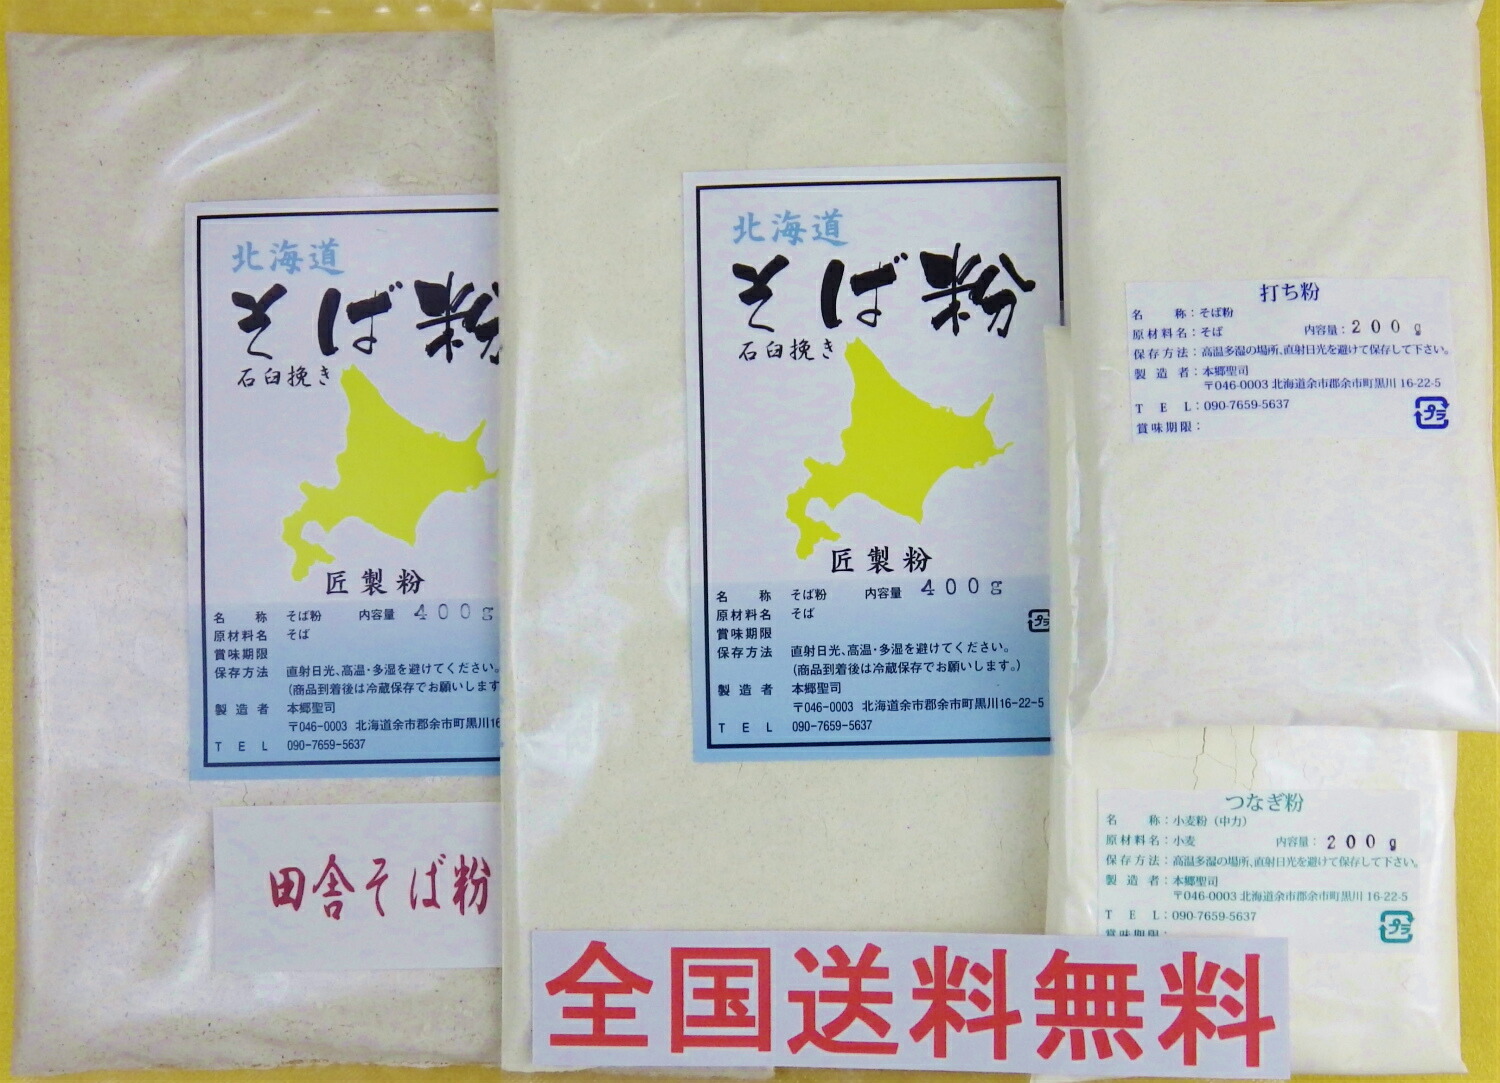 北海道
そば粉
石臼挽き
匠製粉
名称 そば粉 内容量 400g
原材料名 そば
賞味期限
保存方法 直射日光、高温・多湿を避けてください。
(商品到着後は冷蔵保存でお願いします
製造者 本郷聖司
〒046-0003 北海道余市郡余市町黒川16
TEL 090-7659-5637
田舎そば粉
北海道
そば粉
石臼挽き
匠製粉
名称 そば粉 内容量 400g
原材料名 そば
賞味期限
プラ
保存方法 直射日光、高温・多湿を避けてください。
(商品到着後は冷蔵保存でお願いします。)
製造者 本郷聖司
〒046-0003 北海道余市郡余市町黒川16-22-5
TEL 090-7659-5637
打ち粉
名称：そば粉
原材料名：そば 内容量：200g
保存方法：高温多湿の場所、直射日光を避けて保存して下さい。
製造者：本郷聖司
〒046-0003 北海道余市郡余市町黒川 16-22-5
TEL：090-7659-5637
プラ
賞味期限：
つなぎ粉
名称：小麦粉（中力）
原材料名：小麦 内容量：200g
保存方法：高温多湿の場所、直射日光を避けて保存して下さい。
製造者：本郷聖司
〒046-0003 北海道余市郡余市町黒川 16-22-5
TEL：090-7659-5637
プラ
賞味期限：
全国送料無料